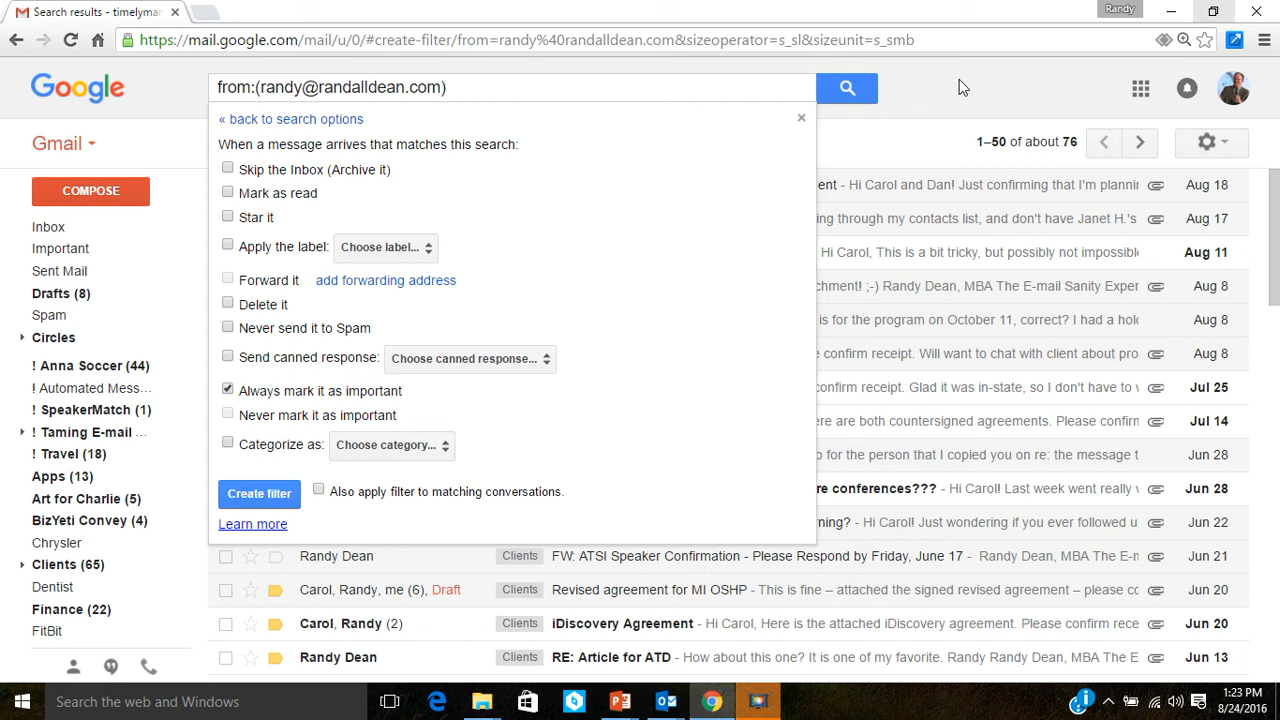 Search results - timelymar
Randy
https://mail.google.com/mail/u/0/#create-filter/from=randy%40randalldean.com&sizeoperator=s_sl&sizeunit=s_smb
Google
from:(randy@randalldean.com)
« back to search options
When a message arrives that matches this search:
Gmail
1–50 of about 76
Skip the Inbox (Archive it)
Mark as read
Star it
Apply the label: Choose label...
Forward it add forwarding address
Delete it
Never send it to Spam
Send canned response: Choose canned response...
Always mark it as important
Never mark it as important
Categorize as: Choose category...
Create filter Also apply filter to matching conversations.
Learn more
COMPOSE
Inbox
Important
Sent Mail
Drafts (8)
Spam
Circles
! Anna Soccer (44)
! Automated Mess...
! SpeakerMatch (1)
! Taming E-mail ...
! Travel (18)
Apps (13)
Art for Charlie (5)
BizYeti Convey (4)
Chrysler
Clients (65)
Dentist
Finance (22)
FitBit
ent - Hi Carol and Dan! Just confirming that I'm plannin Aug 18
ing through my contacts list, and don't have Janet H.'s Aug 17
Hi Carol, This is a bit tricky, but possibly not impossible Aug 11
chment! ;-) Randy Dean, MBA The E-mail Sanity Exper Aug 8
is for the program on October 11, correct? I had a hol Aug 8
e confirm receipt. Will want to chat with client about pro Aug 8
confirm receipt. Glad it was in-state, so I don't have to Jul 25
ere are both countersigned agreements. Please confirm Jul 14
o for the person that I copied you on re: the message t Jun 28
re conferences??? - Hi Carol! Last week went really Jun 28
ning? - Hi Carol! Just wondering if you ever followed u Jun 22
Randy Dean Clients FW: ATSI Speaker Confirmation - Please Respond by Friday, June 17 - Randy Dean, MBA The E-m Jun 21
Carol, Randy, me (6), Draft Clients Revised agreement for MI OSHP - This is fine – attached the signed revised agreement – please co Jun 20
Carol, Randy (2) Clients iDiscovery Agreement - Hi Carol, Here is the attached iDiscovery agreement. Please confirm rece Jun 20
Randy Dean Clients RE: Article for ATD - How about this one? It is one of my favorite. Randy Randy Dean, MBA The E-m Jun 13
Search the web and Windows
1:23 PM
8/24/2016